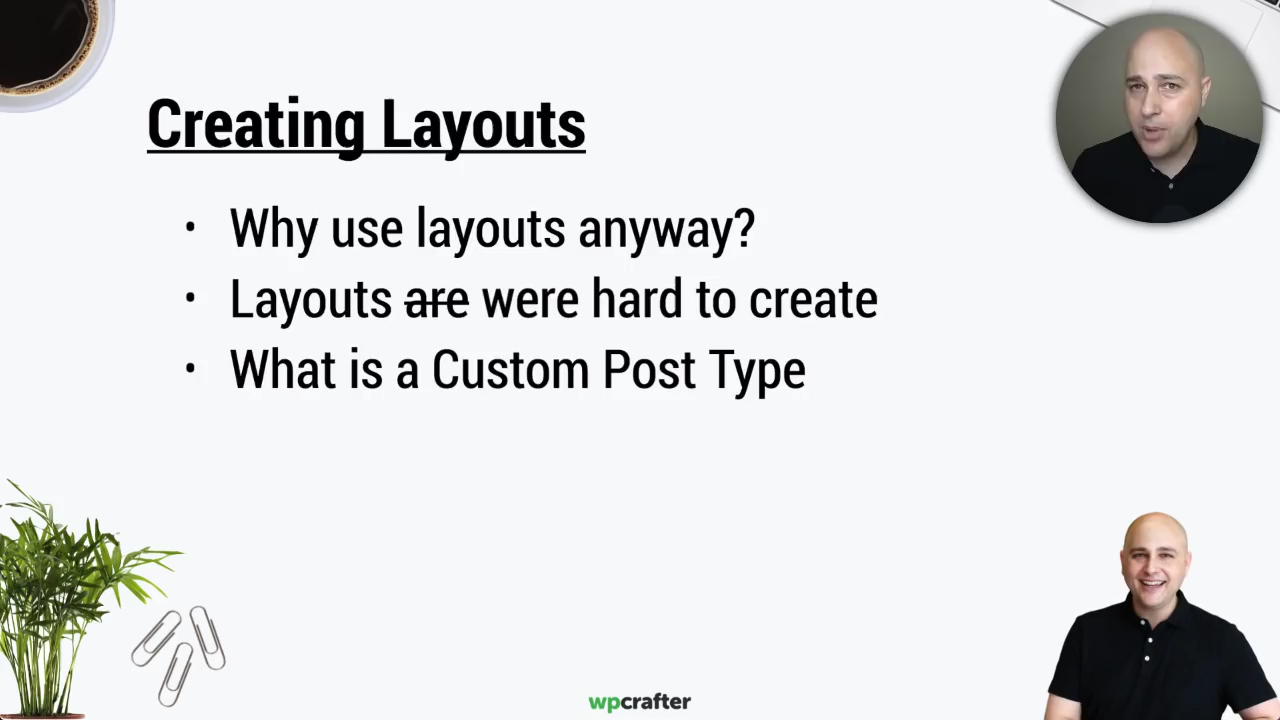 Creating Layouts
• Why use layouts anyway?
• Layouts are were hard to create
• What is a Custom Post Type
wpcrafter